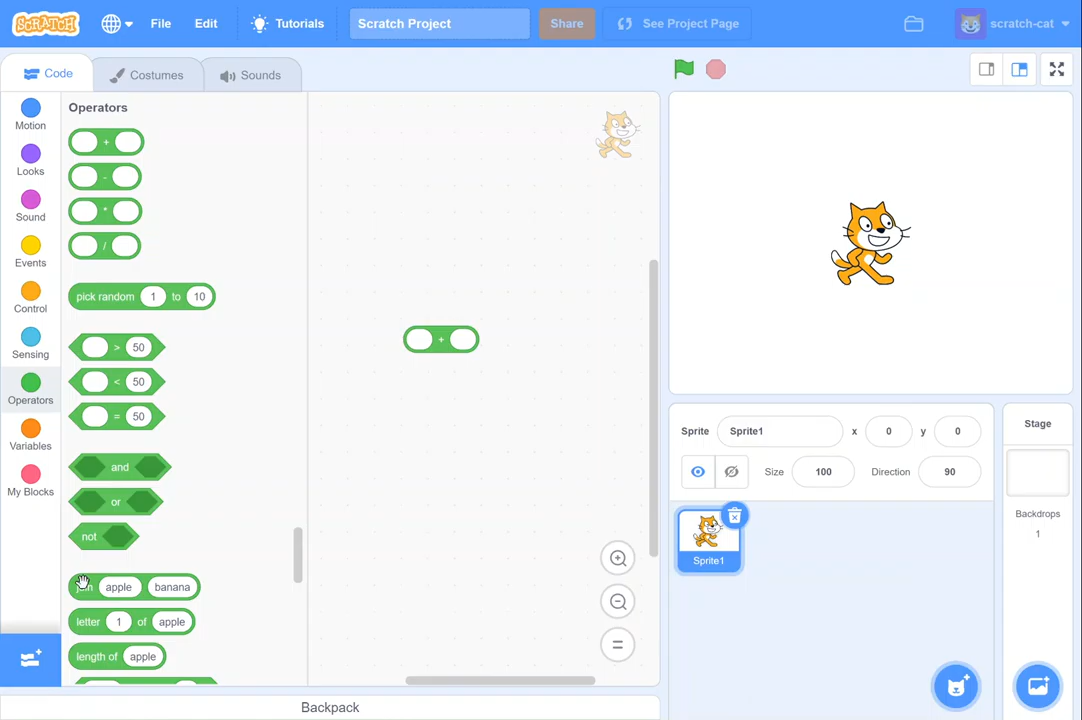 SCRATCH
File
Edit
Tutorials
Scratch Project
Share
See Project Page
scratch-cat
Code
Costumes
Sounds
Motion
Looks
Sound
Events
Control
Sensing
Operators
Variables
My Blocks
Operators
+
-
*
/
pick random 1 to 10
> 50
< 50
= 50
and
or
not
apple banana
letter 1 of apple
length of apple
+
Sprite Sprite1 x 0 y 0
Size 100 Direction 90
Sprite1
Stage
Backdrops
1
Backpack